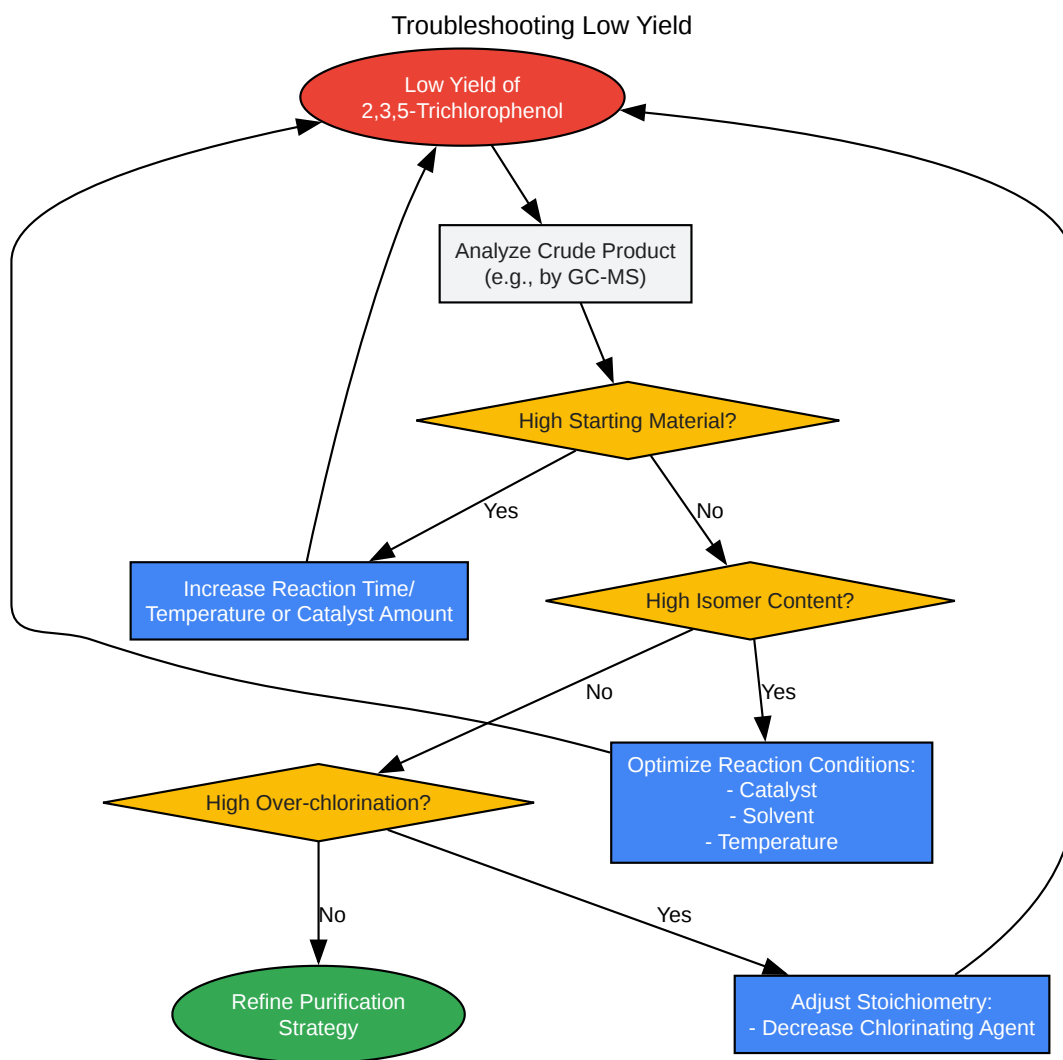 Troubleshooting Low Yield
Low Yield of
2,3,5-Trichlorophenol
Analyze Crude Product
(e.g., by GC-MS)
High Starting Material?
Yes
No
Increase Reaction Time/
Temperature or Catalyst Amount
High Isomer Content?
No
Yes
Optimize Reaction Conditions:
- Catalyst
- Solvent
- Temperature
High Over-chlorination?
No
Yes
Refine Purification
Strategy
Adjust Stoichiometry:
- Decrease Chlorinating Agent